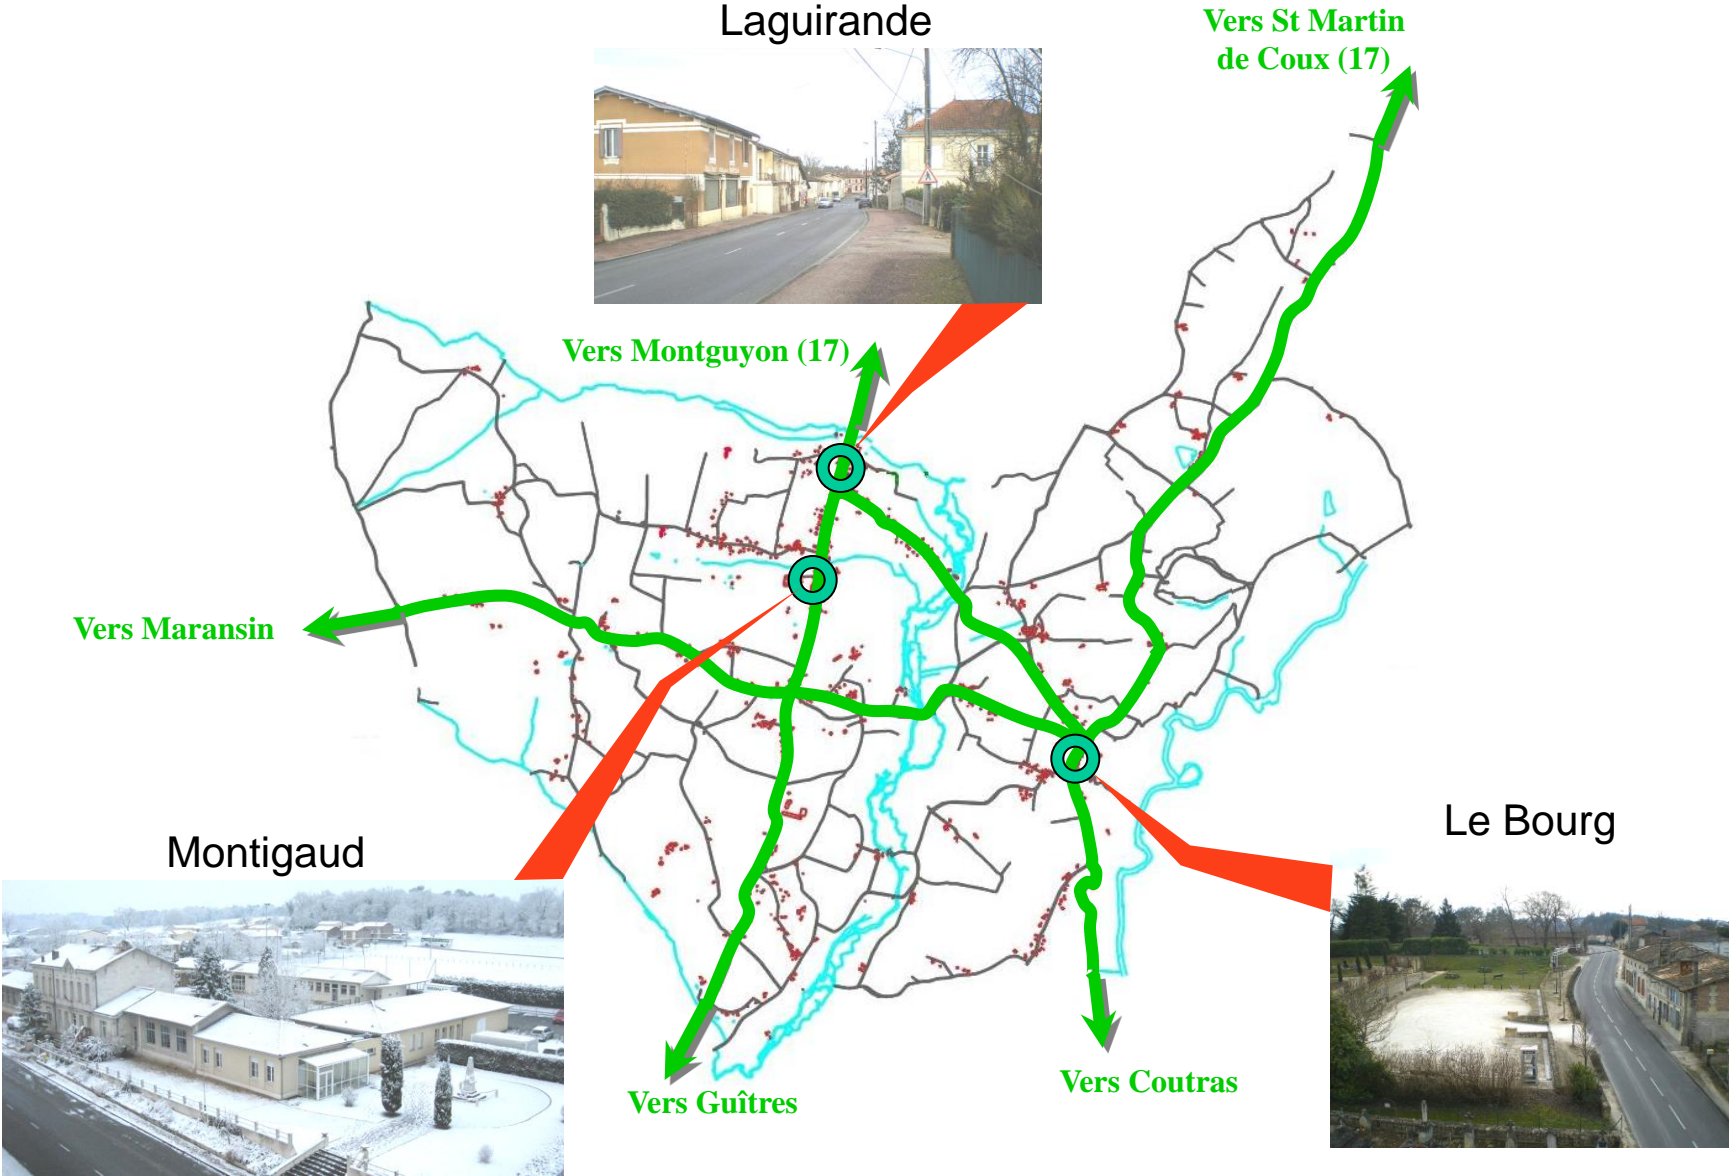 Laguirande
Vers St Martin
de Coux (17)
Vers Montguyon (17)
Vers Maransin
Montigaud
Le Bourg
Vers Coutras
Vers Guîtres